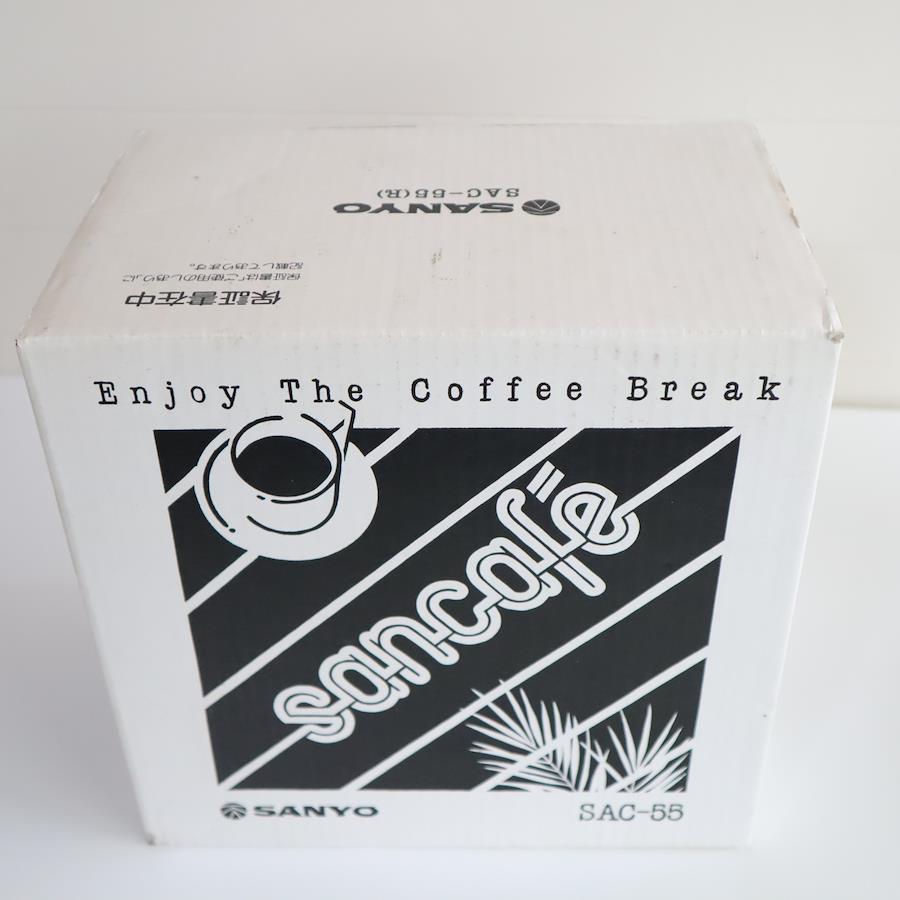 SANYO
SAC-55(R)
保証書在中
保証書は「ご使用のしおり」に
記載してあります。
Enjoy The Coffee Break
sancafé
SANYO
SAC-55